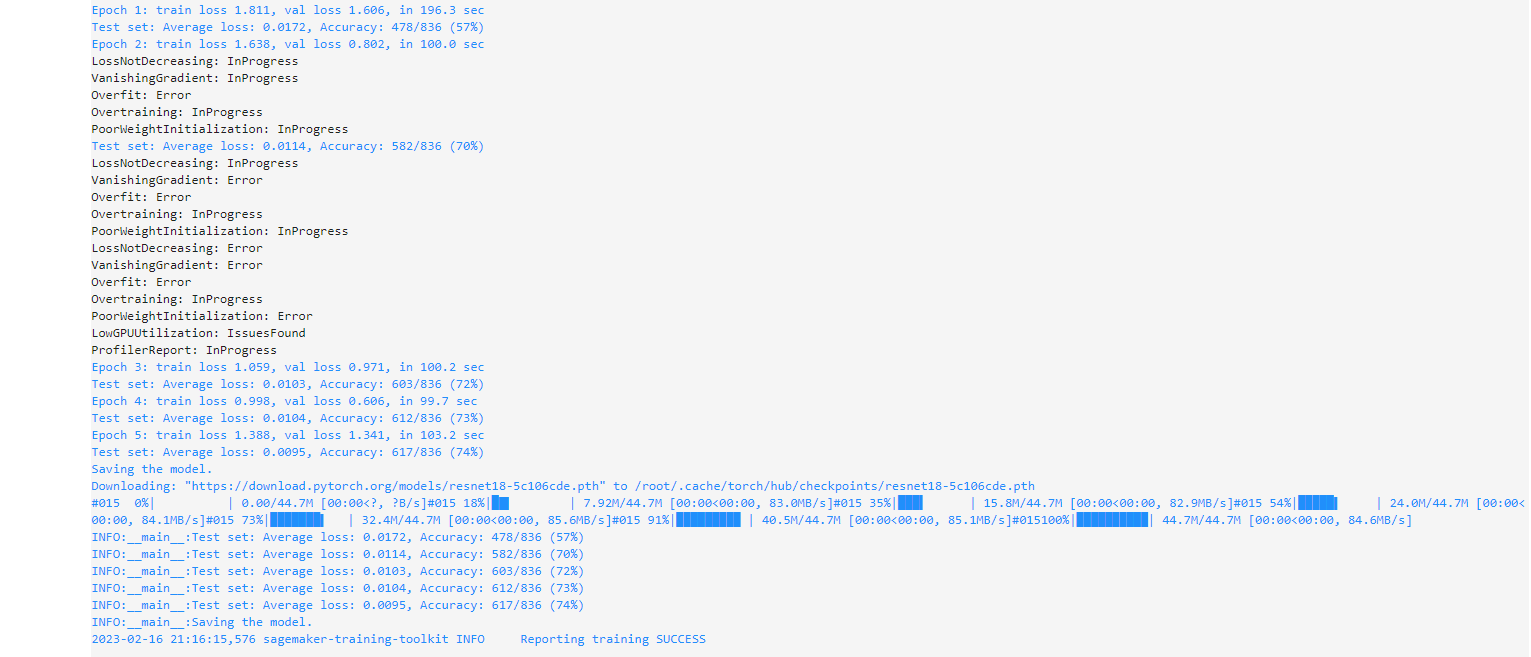 Epoch 1: train loss 1.811, val loss 1.606, in 196.3 sec
Test set: Average loss: 0.0172, Accuracy: 478/836 (57%)
Epoch 2: train loss 1.638, val loss 0.802, in 100.0 sec
LossNotDecreasing: InProgress
VanishingGradient: InProgress
Overfit: Error
Overtraining: InProgress
PoorWeightInitialization: InProgress
Test set: Average loss: 0.0114, Accuracy: 582/836 (70%)
LossNotDecreasing: InProgress
VanishingGradient: Error
Overfit: Error
Overtraining: InProgress
PoorWeightInitialization: InProgress
LossNotDecreasing: Error
VanishingGradient: Error
Overfit: Error
Overtraining: InProgress
PoorWeightInitialization: Error
LowGPUUtilization: IssuesFound
ProfilerReport: InProgress
Epoch 3: train loss 1.059, val loss 0.971, in 100.2 sec
Test set: Average loss: 0.0103, Accuracy: 603/836 (72%)
Epoch 4: train loss 0.998, val loss 0.606, in 99.7 sec
Test set: Average loss: 0.0104, Accuracy: 612/836 (73%)
Epoch 5: train loss 1.388, val loss 1.341, in 103.2 sec
Test set: Average loss: 0.0095, Accuracy: 617/836 (74%)
Saving the model.
Downloading: "https://download.pytorch.org/models/resnet18-5c106cde.pth" to /root/.cache/torch/hub/checkpoints/resnet18-5c106cde.pth
#015  0%|          | 0.00/44.7M [00:00<?, ?B/s]#015 18%|█▊        | 7.92M/44.7M [00:00<00:00, 83.0MB/s]#015 35%|███▌      | 15.8M/44.7M [00:00<00:00, 82.9MB/s]#015 54%|█████▎    | 24.0M/44.7M [00:00<
00:00, 84.1MB/s]#015 73%|███████▎  | 32.4M/44.7M [00:00<00:00, 85.6MB/s]#015 91%|█████████ | 40.5M/44.7M [00:00<00:00, 85.1MB/s]#015100%|██████████| 44.7M/44.7M [00:00<00:00, 84.6MB/s]
INFO:__main__:Test set: Average loss: 0.0172, Accuracy: 478/836 (57%)
INFO:__main__:Test set: Average loss: 0.0114, Accuracy: 582/836 (70%)
INFO:__main__:Test set: Average loss: 0.0103, Accuracy: 603/836 (72%)
INFO:__main__:Test set: Average loss: 0.0104, Accuracy: 612/836 (73%)
INFO:__main__:Test set: Average loss: 0.0095, Accuracy: 617/836 (74%)
INFO:__main__:Saving the model.
2023-02-16 21:16:15,576 sagemaker-training-toolkit INFO     Reporting training SUCCESS